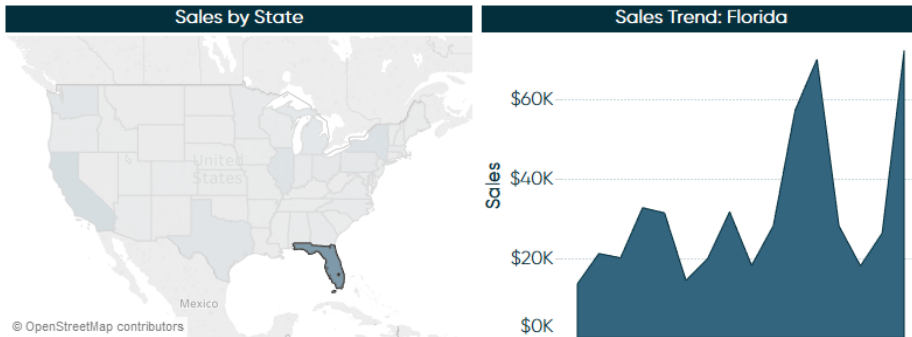 Sales by State
United
States
Mexico
© OpenStreetMap contributors
Sales Trend: Florida
Sales
$60K
$40K
$20K
$0K